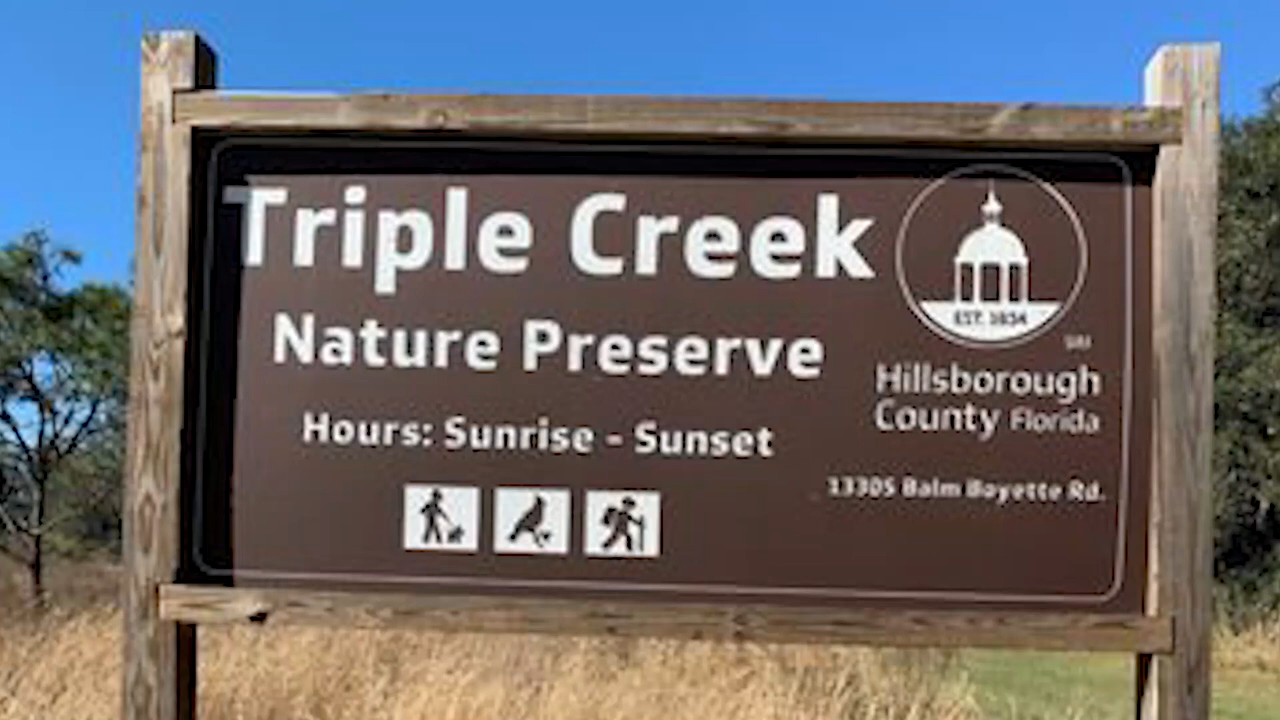 Triple Creek
Nature Preserve
Hours: Sunrise - Sunset
EST. 1834
SM
Hillsborough
County Florida
13305 Balm Boyette Rd.